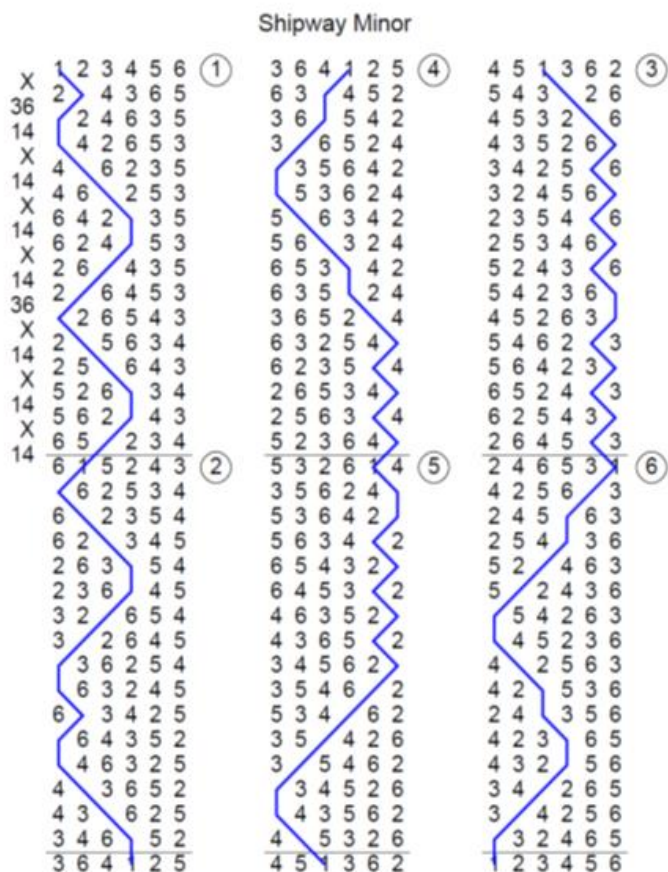 Shipway Minor
X
36
14
X
14
X
14
X
14
36
X
14
X
14
X
14
1 2 3 4 5 6 1
2 4 3 6 5
2 4 6 3 5
4 2 6 5 3
4 6 2 3 5
4 6 2 5 3
6 4 2 3 5
6 2 4 5 3
2 6 4 3 5
2 6 4 5 3
2 6 5 4 3
2 5 6 3 4
2 5 6 4 3
5 2 6 3 4
5 6 2 4 3
6 5 2 3 4
6 1 5 2 4 3 2
6 2 5 3 4
6 2 3 5 4
6 2 3 4 5
2 6 3 5 4
2 3 6 4 5
3 2 6 5 4
3 2 6 4 5
3 6 2 5 4
6 3 2 4 5
6 3 4 2 5
6 4 3 5 2
4 6 3 2 5
4 3 6 5 2
4 3 6 2 5
3 4 6 5 2
3 6 4 1 2 5
3 6 4 1 2 5 4
6 3 4 5 2
3 6 5 4 2
3 6 5 2 4
3 5 6 4 2
5 3 6 2 4
5 6 3 4 2
5 6 3 2 4
6 5 3 4 2
6 3 5 2 4
3 6 5 2 4
6 3 2 5 4
6 2 3 5 4
2 6 5 3 4
2 5 6 3 4
5 2 3 6 4
5 3 2 6 1 4 5
3 5 6 2 4
5 3 6 4 2
5 6 3 4 2
6 5 4 3 2
6 4 5 3 2
4 6 3 5 2
4 3 6 5 2
3 4 5 6 2
3 5 4 6 2
5 3 4 6 2
3 5 4 2 6
3 5 4 6 2
3 4 5 2 6
4 3 5 6 2
4 5 3 2 6
4 5 1 3 6 2
4 5 1 3 6 2 3
5 4 3 2 6
4 5 3 2 6
4 3 5 2 6
3 4 2 5 6
3 2 4 5 6
2 3 5 4 6
2 5 3 4 6
5 2 4 3 6
5 4 2 3 6
4 5 2 6 3
5 4 6 2 3
5 6 4 2 3
6 5 2 4 3
6 2 5 4 3
2 6 4 5 3
2 4 6 5 3 1 6
4 2 5 6 3
2 4 5 6 3
2 5 4 3 6
5 2 4 6 3
5 2 4 3 6
5 4 2 6 3
4 5 2 3 6
4 2 5 6 3
4 2 5 3 6
2 4 3 5 6
4 2 3 6 5
4 3 2 5 6
3 4 2 6 5
3 4 2 5 6
3 2 4 6 5
1 2 3 4 5 6